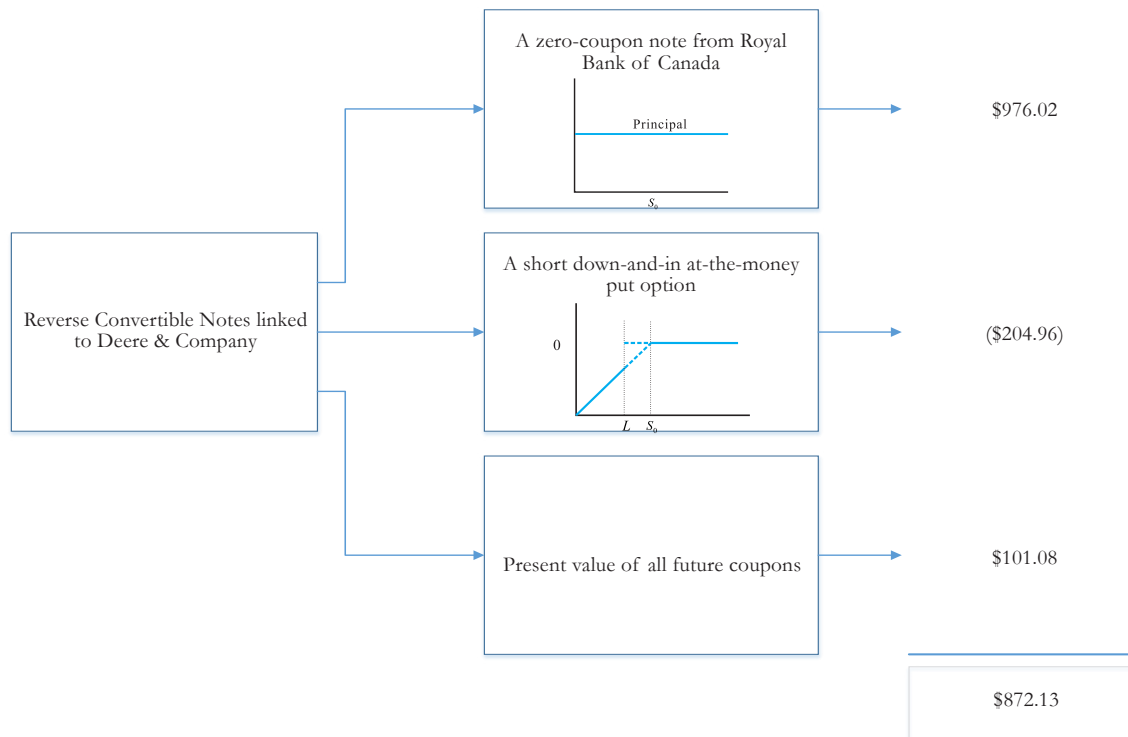 A zero-coupon note from Royal
Bank of Canada
Principal
S₀
$976.02
Reverse Convertible Notes linked
to Deere & Company
A short down-and-in at-the-money
put option
0
L S₀
($204.96)
Present value of all future coupons
$101.08
$872.13